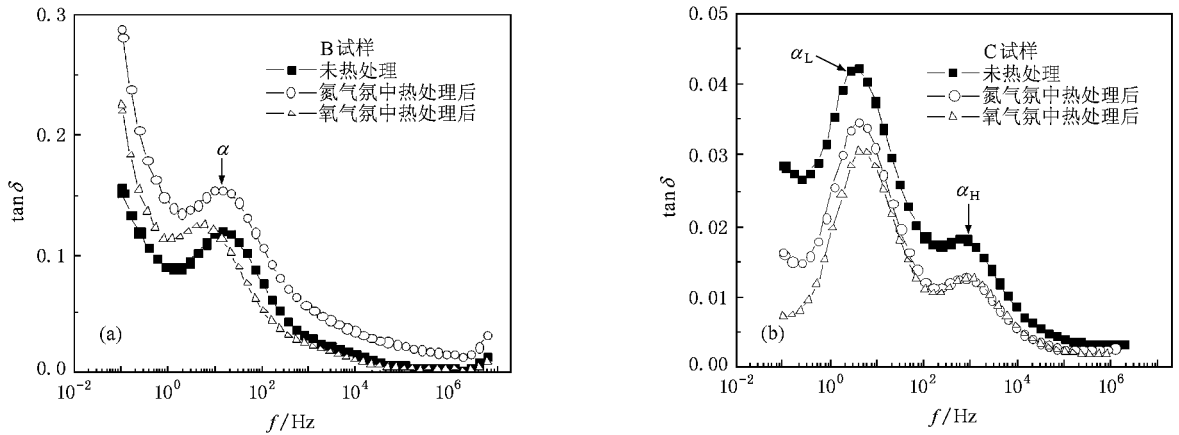 0.3
0.2
0.1
0.0
tanδ
B试样
未热处理
氮气氛中热处理后
氧气氛中热处理后
α
(a)
10⁻² 10⁰ 10² 10⁴ 10⁶
f/Hz
0.05
0.04
0.03
0.02
0.01
0.00
tanδ
C试样
未热处理
氮气氛中热处理后
氧气氛中热处理后
α_L
α_H
(b)
10⁻² 10⁰ 10² 10⁴ 10⁶
f/Hz